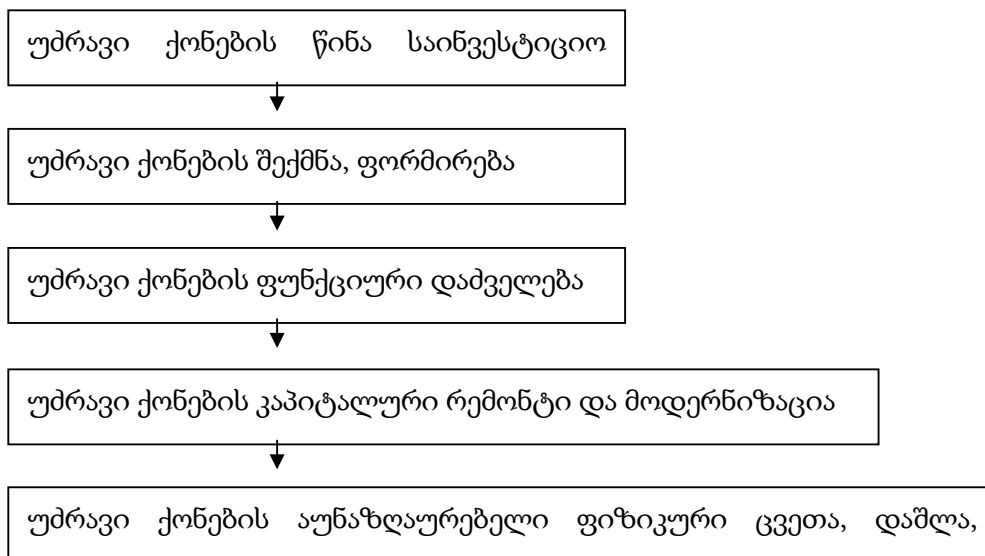 უძრავი ქონების წინა საინვესტიციო
უძრავი ქონების შექმნა, ფორმირება
უძრავი ქონების ფუნქციური დაძველება
უძრავი ქონების კაპიტალური რემონტი და მოდერნიზაცია
უძრავი ქონების აუნაზღაურებელი ფიზიკური ცვეთა, დაშლა,